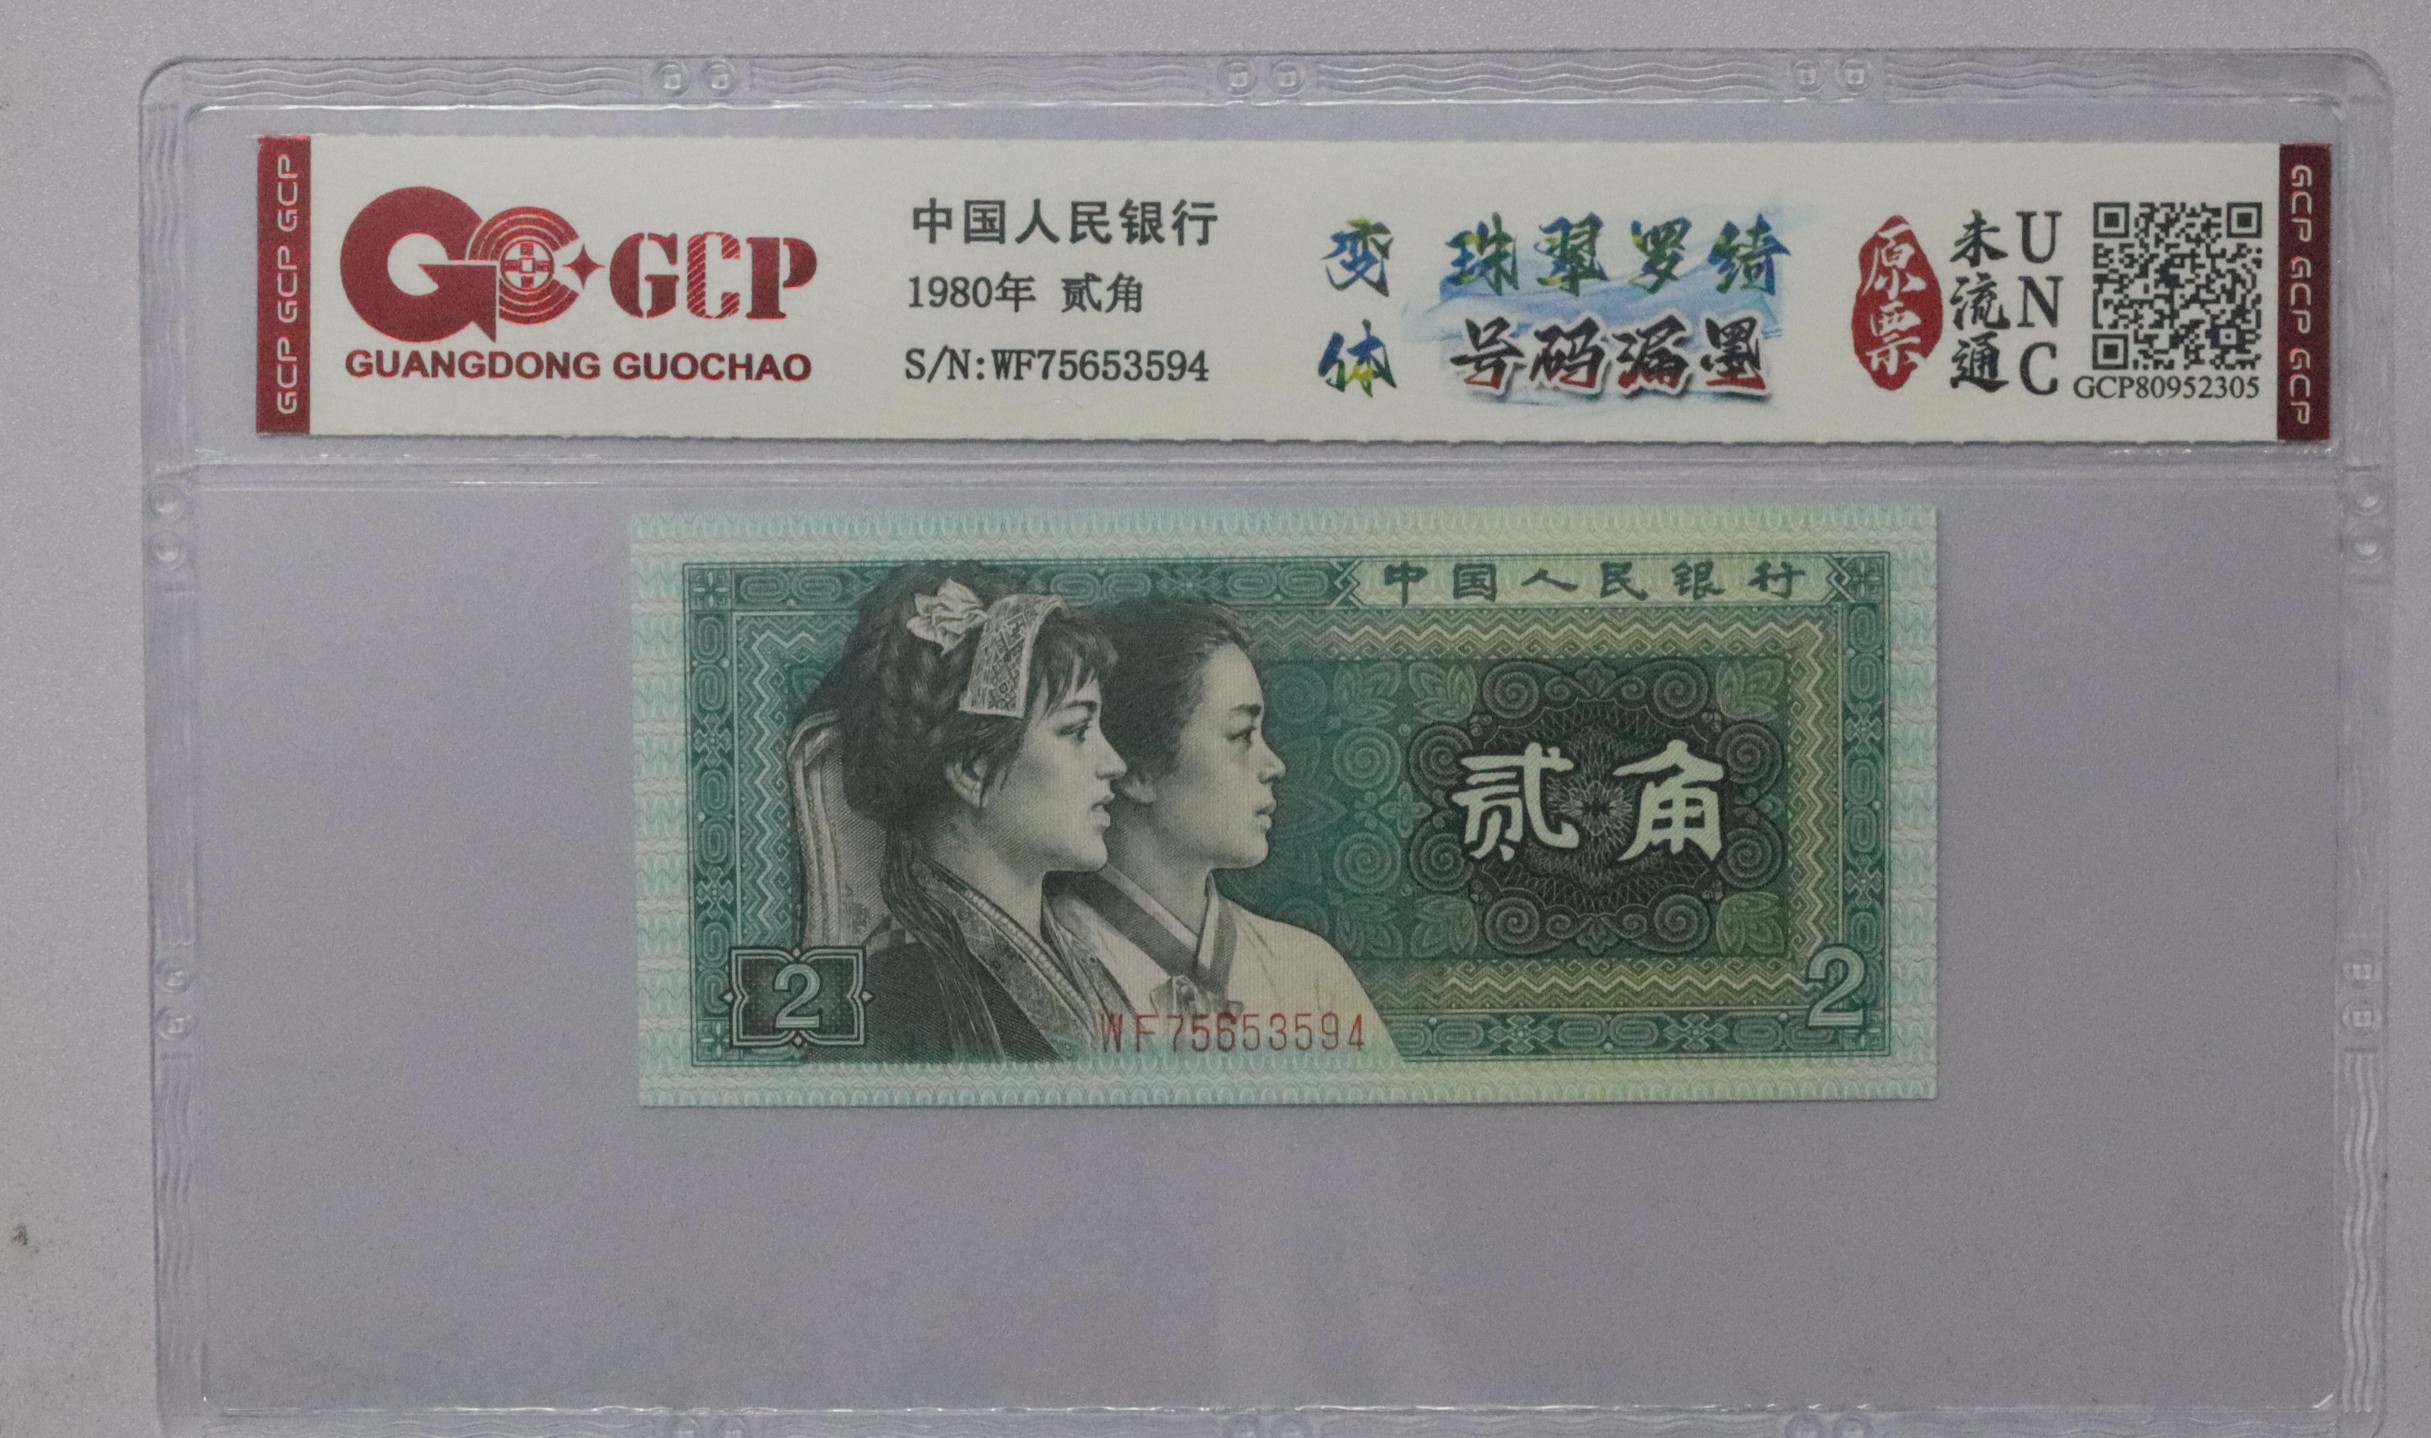 GCP GCP GCP
GCP
GUANGDONG GUOCHAO
中国人民银行
1980年 贰角
S/N:WF75653594
变体
珠翠罗绮
号码漏墨
原票
未流通
UNC
GCP80952305
GCP GCP GCP
中国人民银行
贰角
2
2
WF75653594